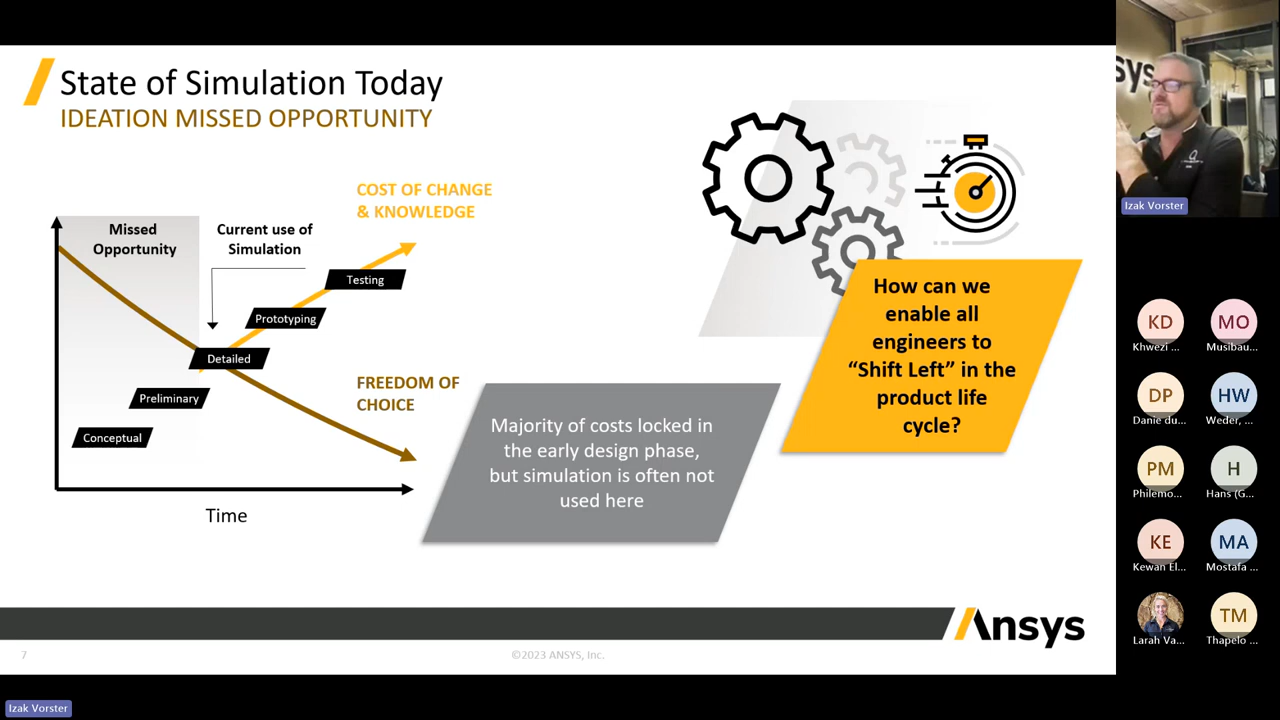 State of Simulation Today
IDEATION MISSED OPPORTUNITY
COST OF CHANGE
& KNOWLEDGE
Missed
Opportunity
Current use of
Simulation
Testing
Prototyping
Detailed
Preliminary
Conceptual
FREEDOM OF
CHOICE
Time
Majority of costs locked in
the early design phase,
but simulation is often not
used here
How can we
enable all
engineers to
“Shift Left” in the
product life
cycle?
Ansys
7
©2023 ANSYS, Inc.
Izak Vorster
sys
Izak Vorster
KD
Khwezi ...
MO
Musibau...
DP
Danie du...
HW
Weder, ...
PM
Philemo...
H
Hans (G...
KE
Kewan El...
MA
Mostafa ...
Larah Va...
TM
Thapelo ...